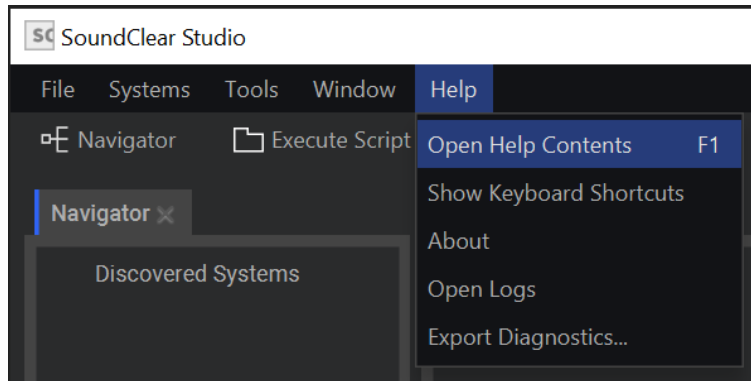 SC SoundClear Studio
File Systems Tools Window Help
Navigator Execute Script
Open Help Contents F1
Show Keyboard Shortcuts
Navigator
About
Discovered Systems
Open Logs
Export Diagnostics...